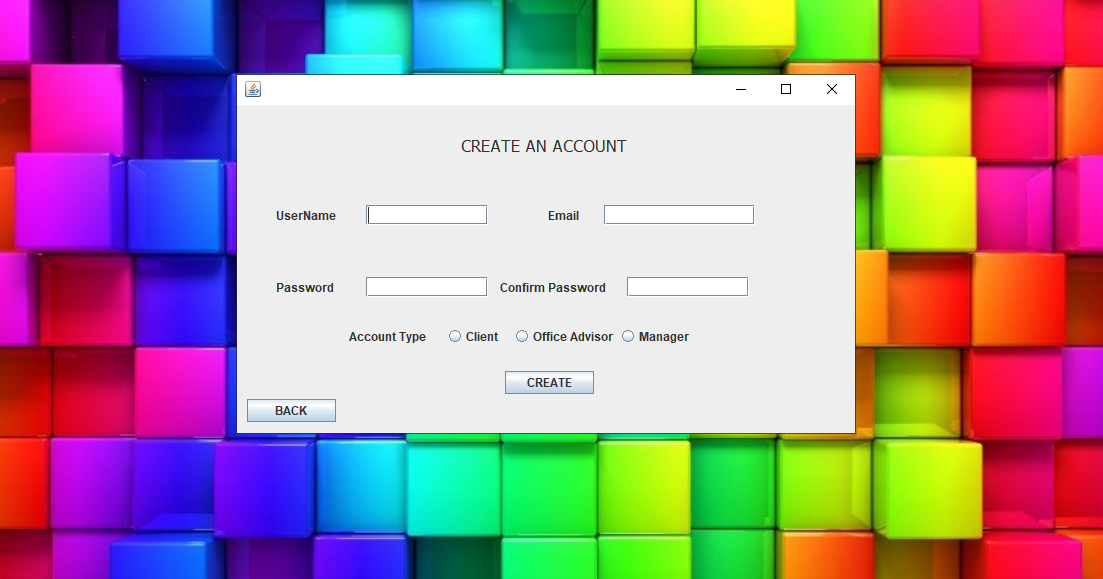 CREATE AN ACCOUNT
UserName Email
Password Confirm Password
Account Type Client Office Advisor Manager
CREATE
BACK